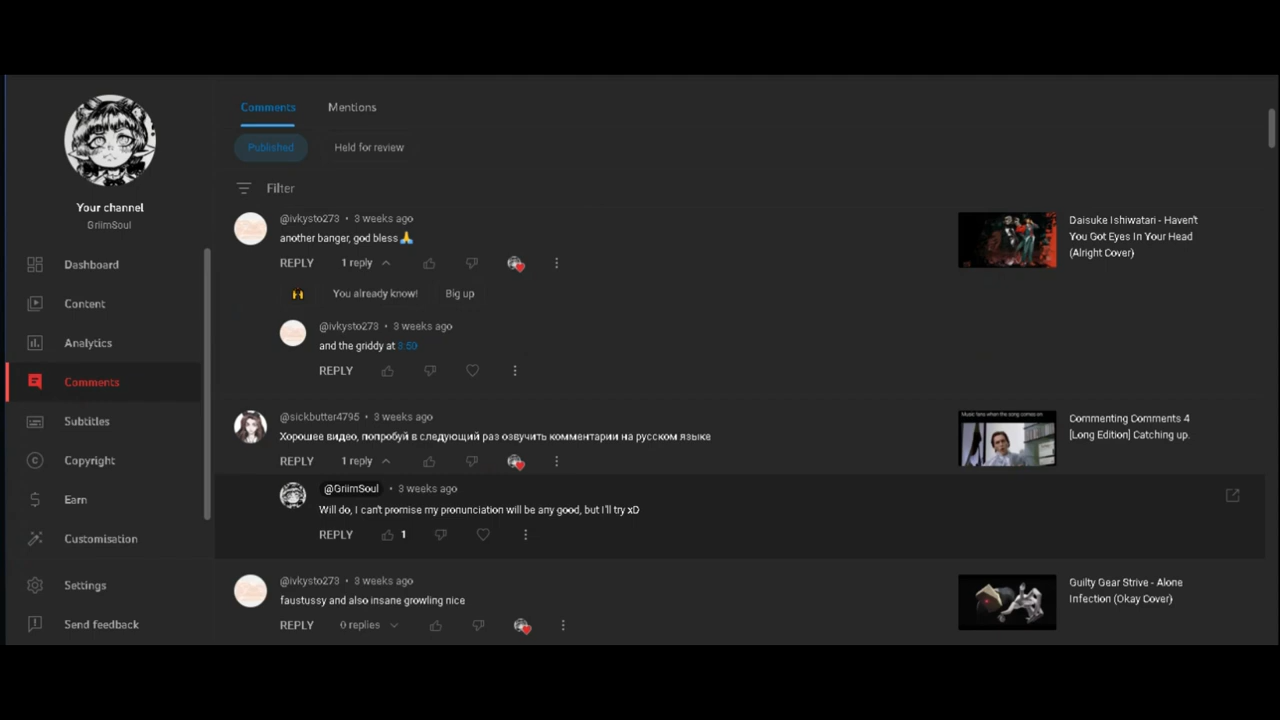 Your channel
GriimSoul
Dashboard
Content
Analytics
Comments
Subtitles
Copyright
Earn
Customisation
Settings
Send feedback
Comments Mentions
Published Held for review
Filter
@ivkysto273 • 3 weeks ago
another banger, god bless 🙏
REPLY 1 reply
You already know! Big up
@ivkysto273 • 3 weeks ago
and the griddy at 3:50
REPLY
Daisuke Ishiwatari - Haven't
You Got Eyes In Your Head
(Alright Cover)
@sickbutter4795 • 3 weeks ago
Хорошее видео, попробуй в следующий раз озвучить комментарии на русском языке
REPLY 1 reply
Music fans when the song comes on
Commenting Comments 4
[Long Edition] Catching up.
@GriimSoul • 3 weeks ago
Will do, I can't promise my pronunciation will be any good, but I'll try xD
REPLY 1
@ivkysto273 • 3 weeks ago
faustussy and also insane growling nice
REPLY 0 replies
Guilty Gear Strive - Alone
Infection (Okay Cover)